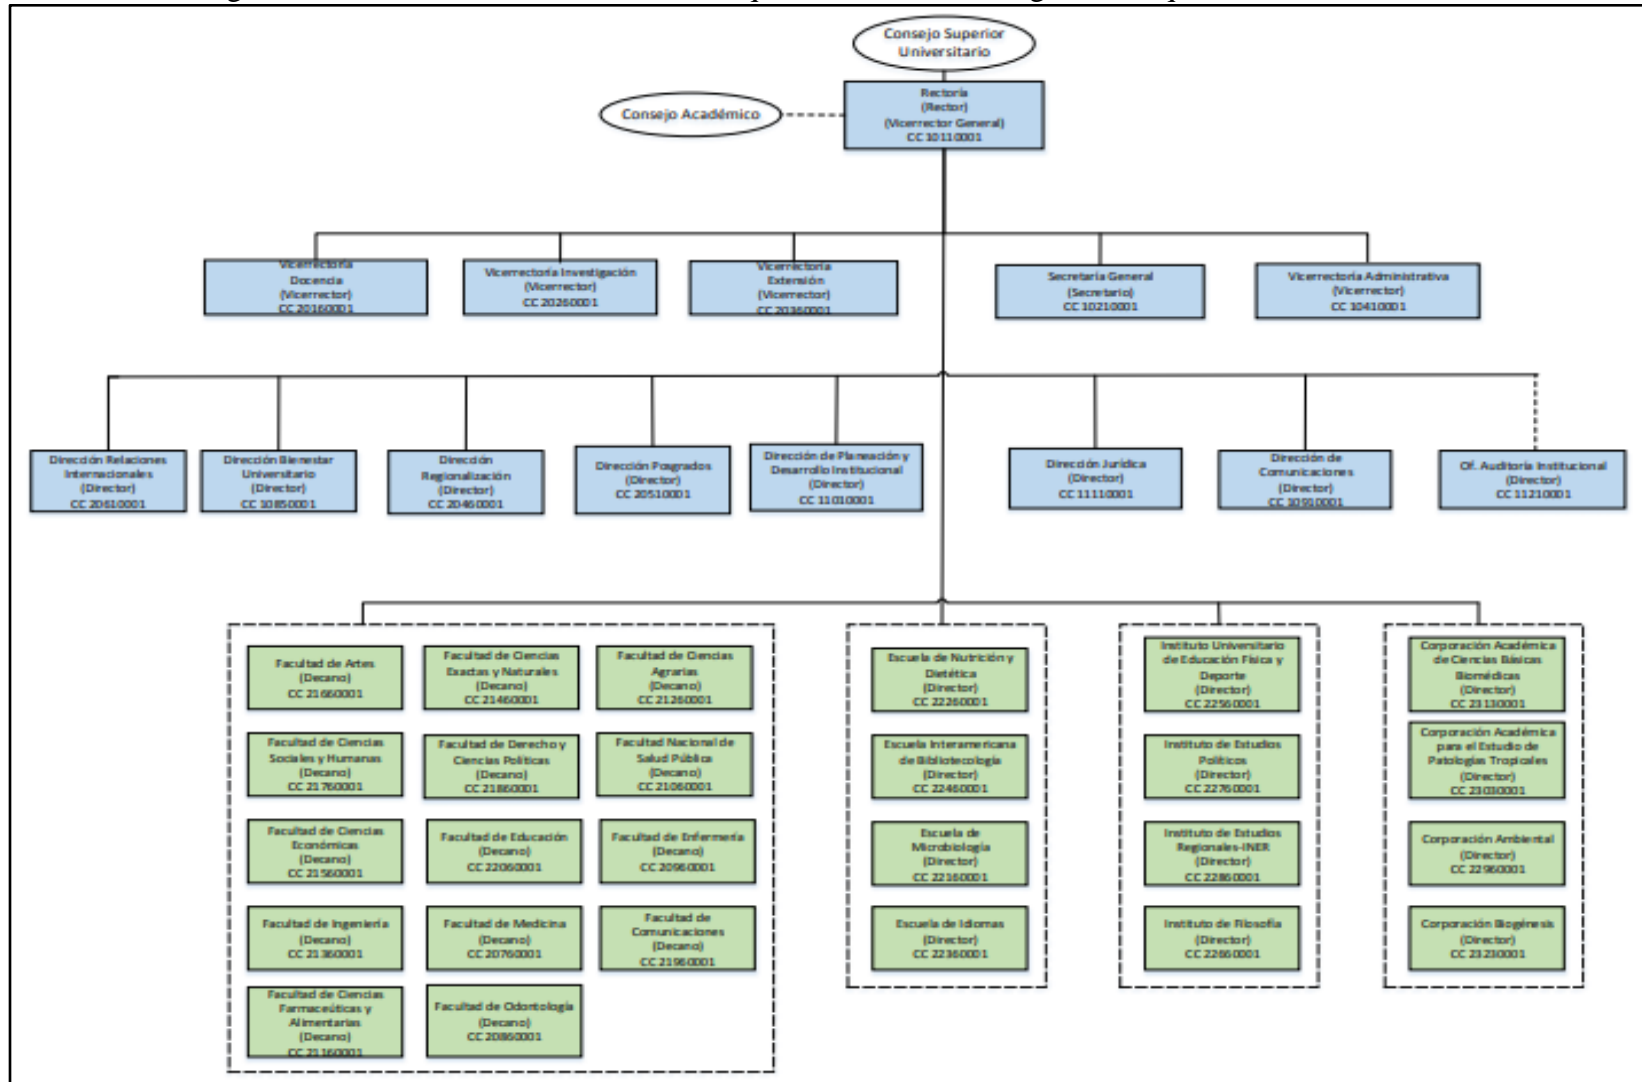 Consejo Superior
Universitario
Rectoría
(Rector)
(Vicerrector General)
CC 10110001
Consejo Académico
Vicerrectoría
Docencia
(Vicerrector)
CC 20160001
Vicerrectoría Investigación
(Vicerrector)
CC 20260001
Vicerrectoría
Extensión
(Vicerrector)
CC 20360001
Secretaría General
(Secretario)
CC 10210001
Vicerrectoría Administrativa
(Vicerrector)
CC 10410001
Dirección Relaciones
Internacionales
(Director)
CC 20610001
Dirección Bienestar
Universitario
(Director)
CC 10850001
Dirección
Regionalización
(Director)
CC 20460001
Dirección Posgrados
(Director)
CC 20510001
Dirección de Planeación y
Desarrollo Institucional
(Director)
CC 11010001
Dirección Jurídica
(Director)
CC 11110001
Dirección de
Comunicaciones
(Director)
CC 10910001
Of. Auditoría Institucional
(Director)
CC 11210001
Facultad de Artes
(Decano)
CC 21660001
Facultad de Ciencias
Exactas y Naturales
(Decano)
CC 21460001
Facultad de Ciencias
Agrarias
(Decano)
CC 21260001
Facultad de Ciencias
Sociales y Humanas
(Decano)
CC 21760001
Facultad de Derecho y
Ciencias Políticas
(Decano)
CC 21860001
Facultad Nacional de
Salud Pública
(Decano)
CC 21060001
Facultad de Ciencias
Económicas
(Decano)
CC 21560001
Facultad de Educación
(Decano)
CC 22060001
Facultad de Enfermería
(Decano)
CC 20960001
Facultad de Ingeniería
(Decano)
CC 21360001
Facultad de Medicina
(Decano)
CC 20760001
Facultad de
Comunicaciones
(Decano)
CC 21960001
Facultad de Ciencias
Farmaceúticas y
Alimentarias
(Decano)
CC 21160001
Facultad de Odontología
(Decano)
CC 20860001
Escuela de Nutrición y
Dietética
(Director)
CC 22260001
Escuela Interamericana
de Bibliotecología
(Director)
CC 22460001
Escuela de
Microbiología
(Director)
CC 22160001
Escuela de Idiomas
(Director)
CC 22360001
Instituto Universitario
de Educación Física y
Deporte
(Director)
CC 22560001
Instituto de Estudios
Políticos
(Director)
CC 22760001
Instituto de Estudios
Regionales-INER
(Director)
CC 22860001
Instituto de Filosofía
(Director)
CC 22660001
Corporación Académica
de Ciencias Básicas
Biomédicas
(Director)
CC 23130001
Corporación Académica
para el Estudio de
Patologías Tropicales
(Director)
CC 23030001
Corporación Ambiental
(Director)
CC 22960001
Corporación Biogénesis
(Director)
CC 23230001